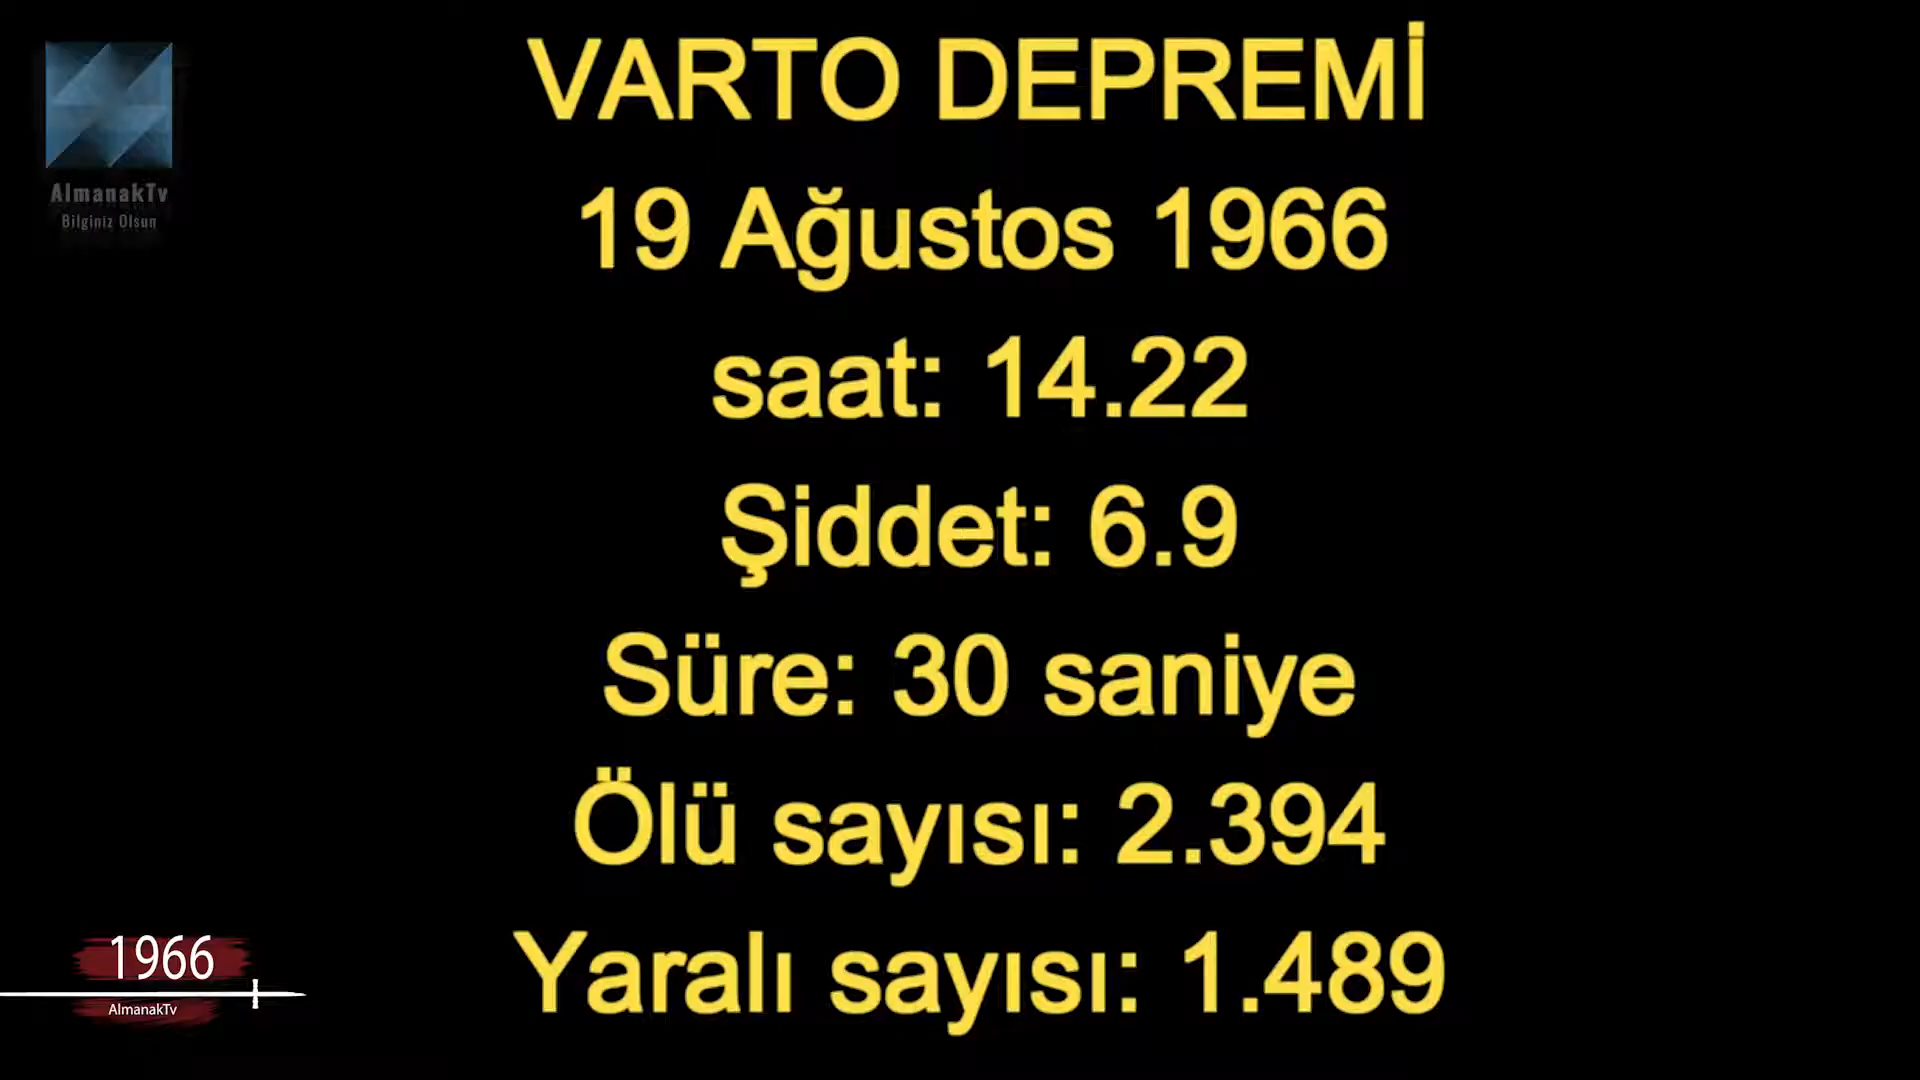 VARTO DEPREMİ
AlmanakTv
Bilginiz Olsun
19 Ağustos 1966
saat: 14.22
Şiddet: 6.9
Süre: 30 saniye
Ölü sayısı: 2.394
Yaralı sayısı: 1.489
1966
AlmanakTv